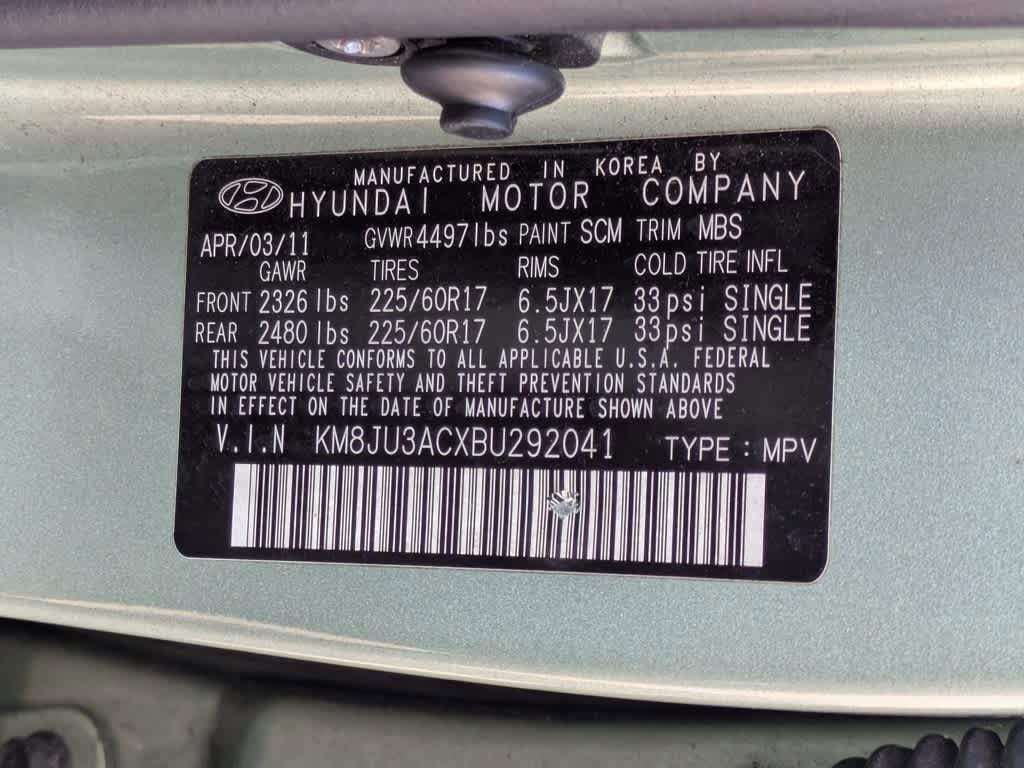 MANUFACTURED IN KOREA BY
HYUNDAI MOTOR COMPANY
APR/03/11 GVWR 4497lbs PAINT SCM TRIM MBS
GAWR TIRES RIMS COLD TIRE INFL
FRONT 2326 lbs 225/60R17 6.5JX17 33psi SINGLE
REAR 2480 lbs 225/60R17 6.5JX17 33psi SINGLE
THIS VEHICLE CONFORMS TO ALL APPLICABLE U.S.A. FEDERAL
MOTOR VEHICLE SAFETY AND THEFT PREVENTION STANDARDS
IN EFFECT ON THE DATE OF MANUFACTURE SHOWN ABOVE
V.I.N KM8JU3ACXBU292041 TYPE : MPV